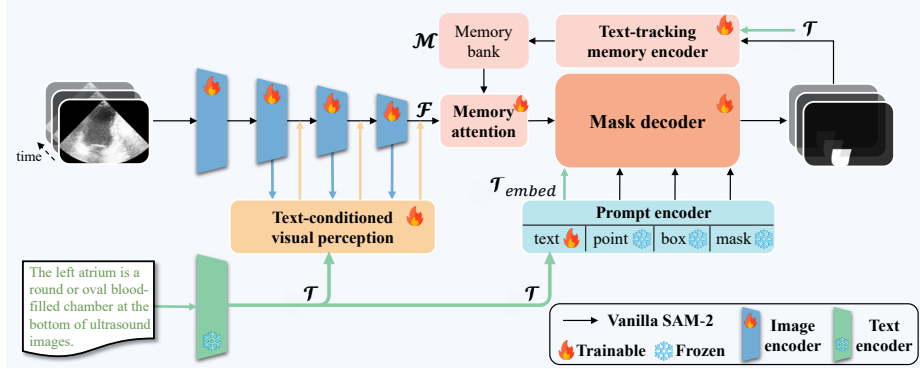 time
ℱ
ℳ
Memory
bank
Text-tracking
memory encoder
𝒯
Memory
attention
Mask decoder
Text-conditioned
visual perception
𝒯embed
Prompt encoder
text
point
box
mask
The left atrium is a
round or oval blood-
filled chamber at the
bottom of ultrasound
images.
𝒯
𝒯
Vanilla SAM-2
Trainable
Frozen
Image
encoder
Text
encoder